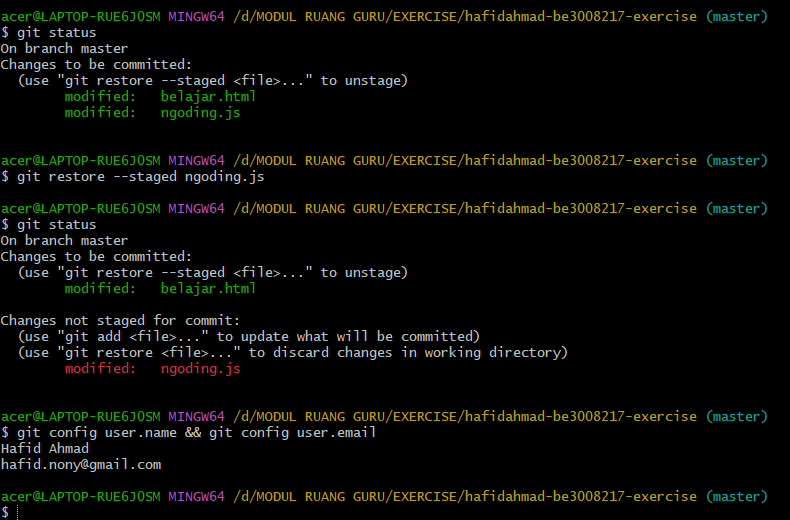 acer@LAPTOP-RUE6J0SM MINGW64 /d/MODUL RUANG GURU/EXERCISE/hafidahmad-be3008217-exercise (master)
$ git status
On branch master
Changes to be committed:
  (use "git restore --staged <file>..." to unstage)
        modified:   belajar.html
        modified:   ngoding.js

acer@LAPTOP-RUE6J0SM MINGW64 /d/MODUL RUANG GURU/EXERCISE/hafidahmad-be3008217-exercise (master)
$ git restore --staged ngoding.js

acer@LAPTOP-RUE6J0SM MINGW64 /d/MODUL RUANG GURU/EXERCISE/hafidahmad-be3008217-exercise (master)
$ git status
On branch master
Changes to be committed:
  (use "git restore --staged <file>..." to unstage)
        modified:   belajar.html

Changes not staged for commit:
  (use "git add <file>..." to update what will be committed)
  (use "git restore <file>..." to discard changes in working directory)
        modified:   ngoding.js

acer@LAPTOP-RUE6J0SM MINGW64 /d/MODUL RUANG GURU/EXERCISE/hafidahmad-be3008217-exercise (master)
$ git config user.name && git config user.email
Hafid Ahmad
hafid.nony@gmail.com

acer@LAPTOP-RUE6J0SM MINGW64 /d/MODUL RUANG GURU/EXERCISE/hafidahmad-be3008217-exercise (master)
$